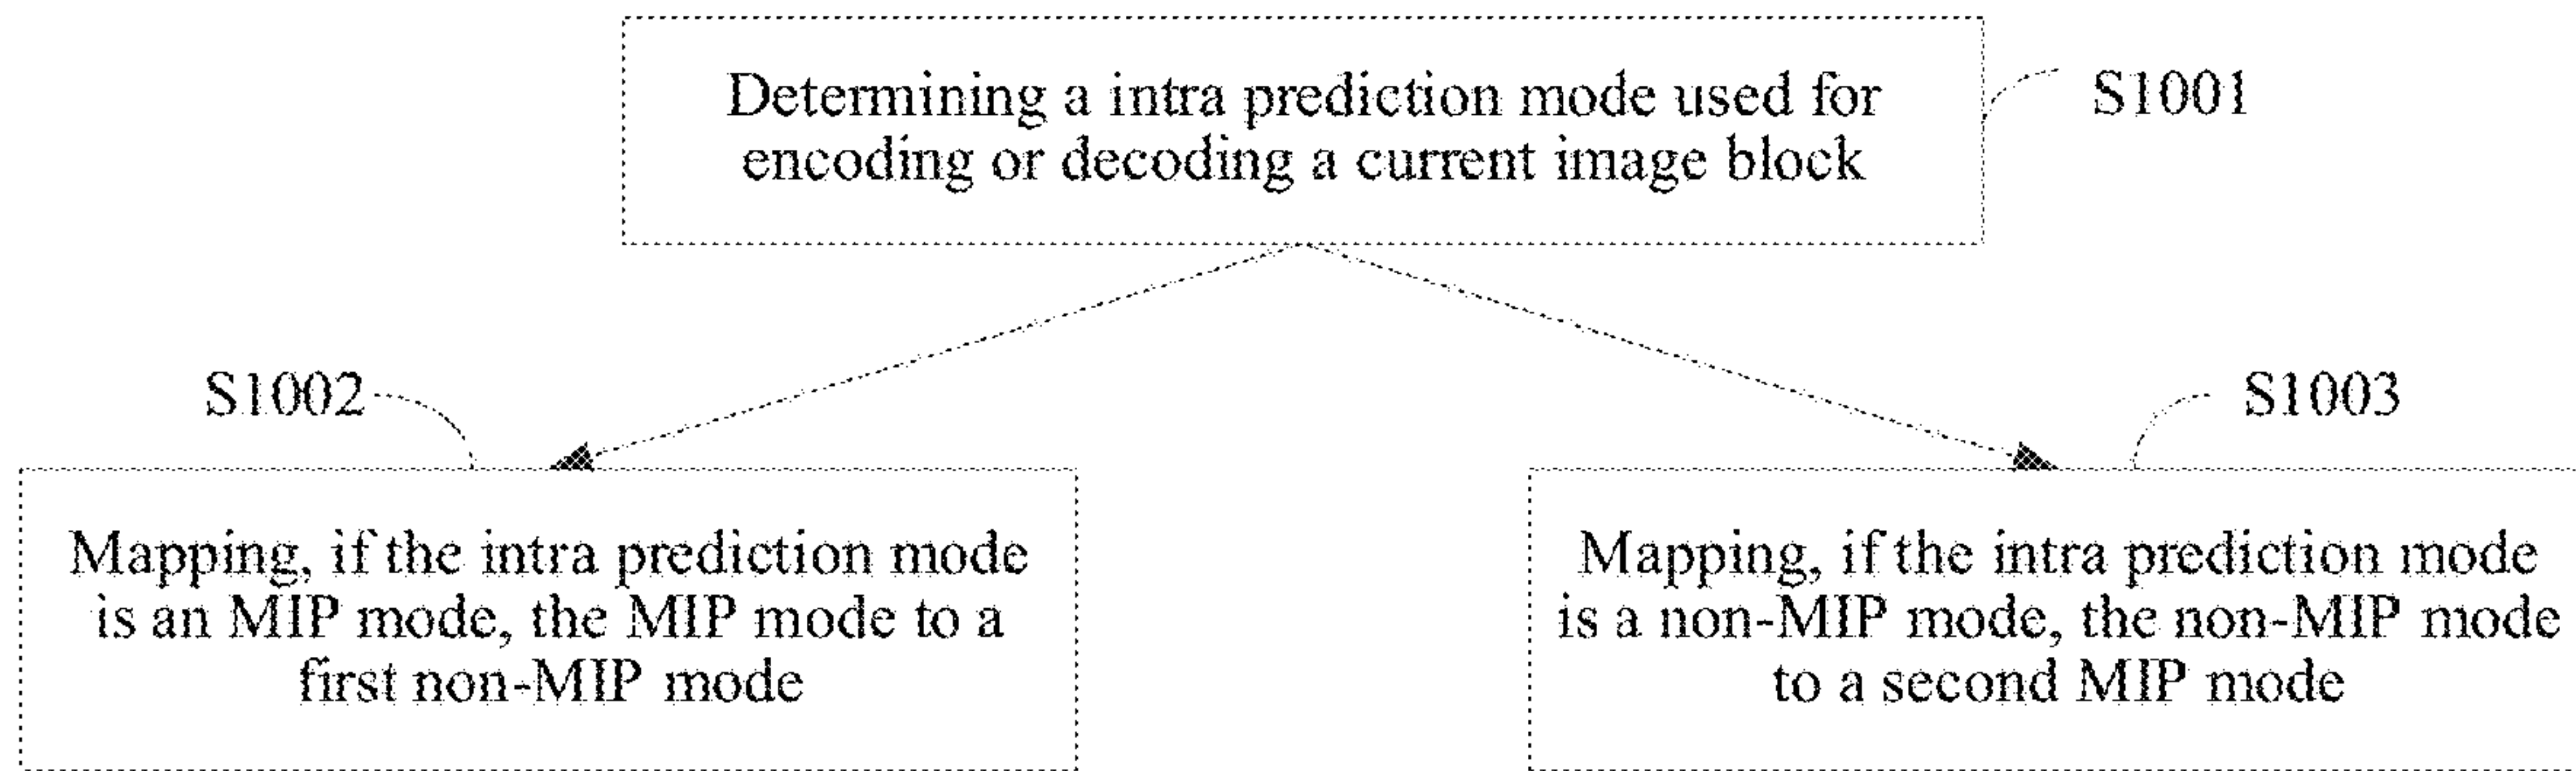 Determining a intra prediction mode used for
encoding or decoding a current image block
S1001
S1002
Mapping, if the intra prediction mode
is an MIP mode, the MIP mode to a
first non-MIP mode
S1003
Mapping, if the intra prediction mode
is a non-MIP mode, the non-MIP mode
to a second MIP mode